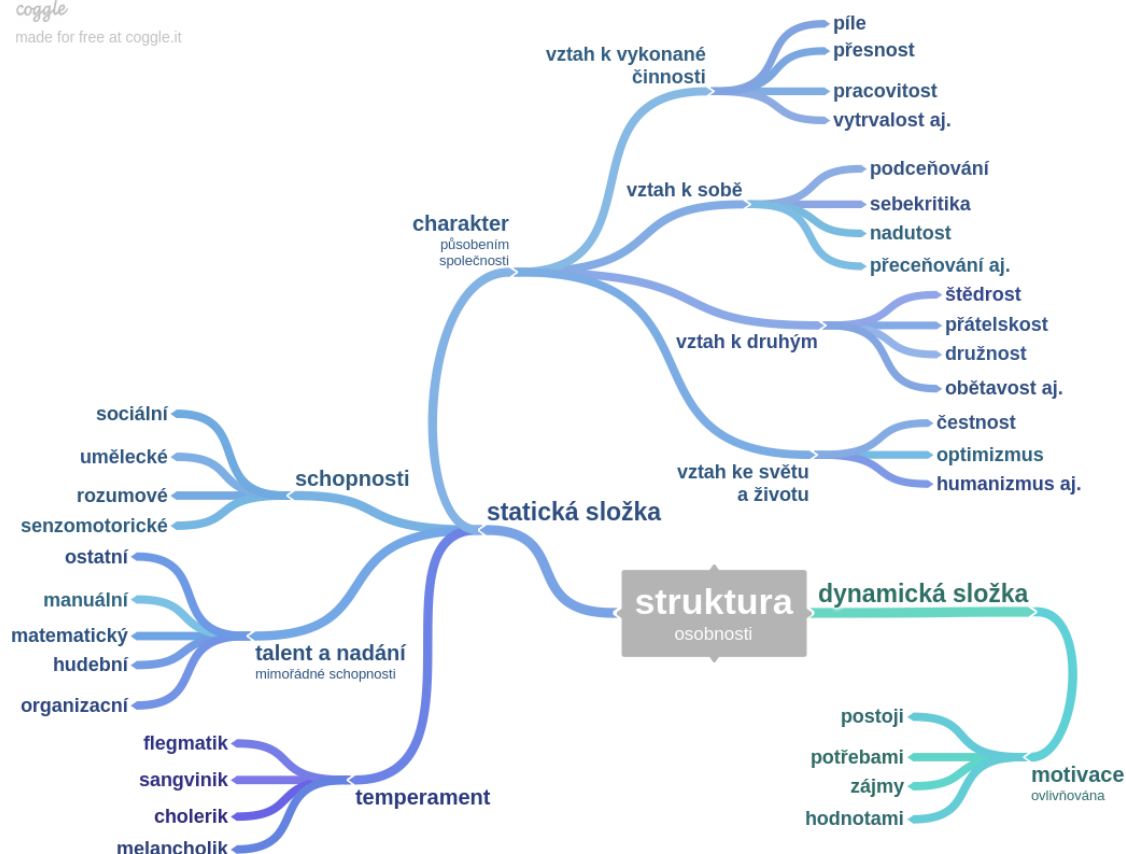 coggle
made for free at coggle.it
píle
přesnost
vztah k vykonané
činnosti
pracovitost
vytrvalost aj.
podceňování
vztah k sobě
sebekritika
nadutost
přeceňování aj.
charakter
působením
společnosti
štědrost
přátelskost
vztah k druhým
družnost
obětavost aj.
čestnost
optimizmus
humanizmus aj.
vztah ke světu
a životu
sociální
umělecké
schopnosti
rozumové
senzomotorické
statická složka
ostatní
manuální
matematický
hudební
organizacní
talent a nadání
mimořádné schopnosti
struktura
osobnosti
dynamická složka
flegmatik
sangvinik
cholerik
melancholik
temperament
postoji
potřebami
zájmy
hodnotami
motivace
ovlivňována